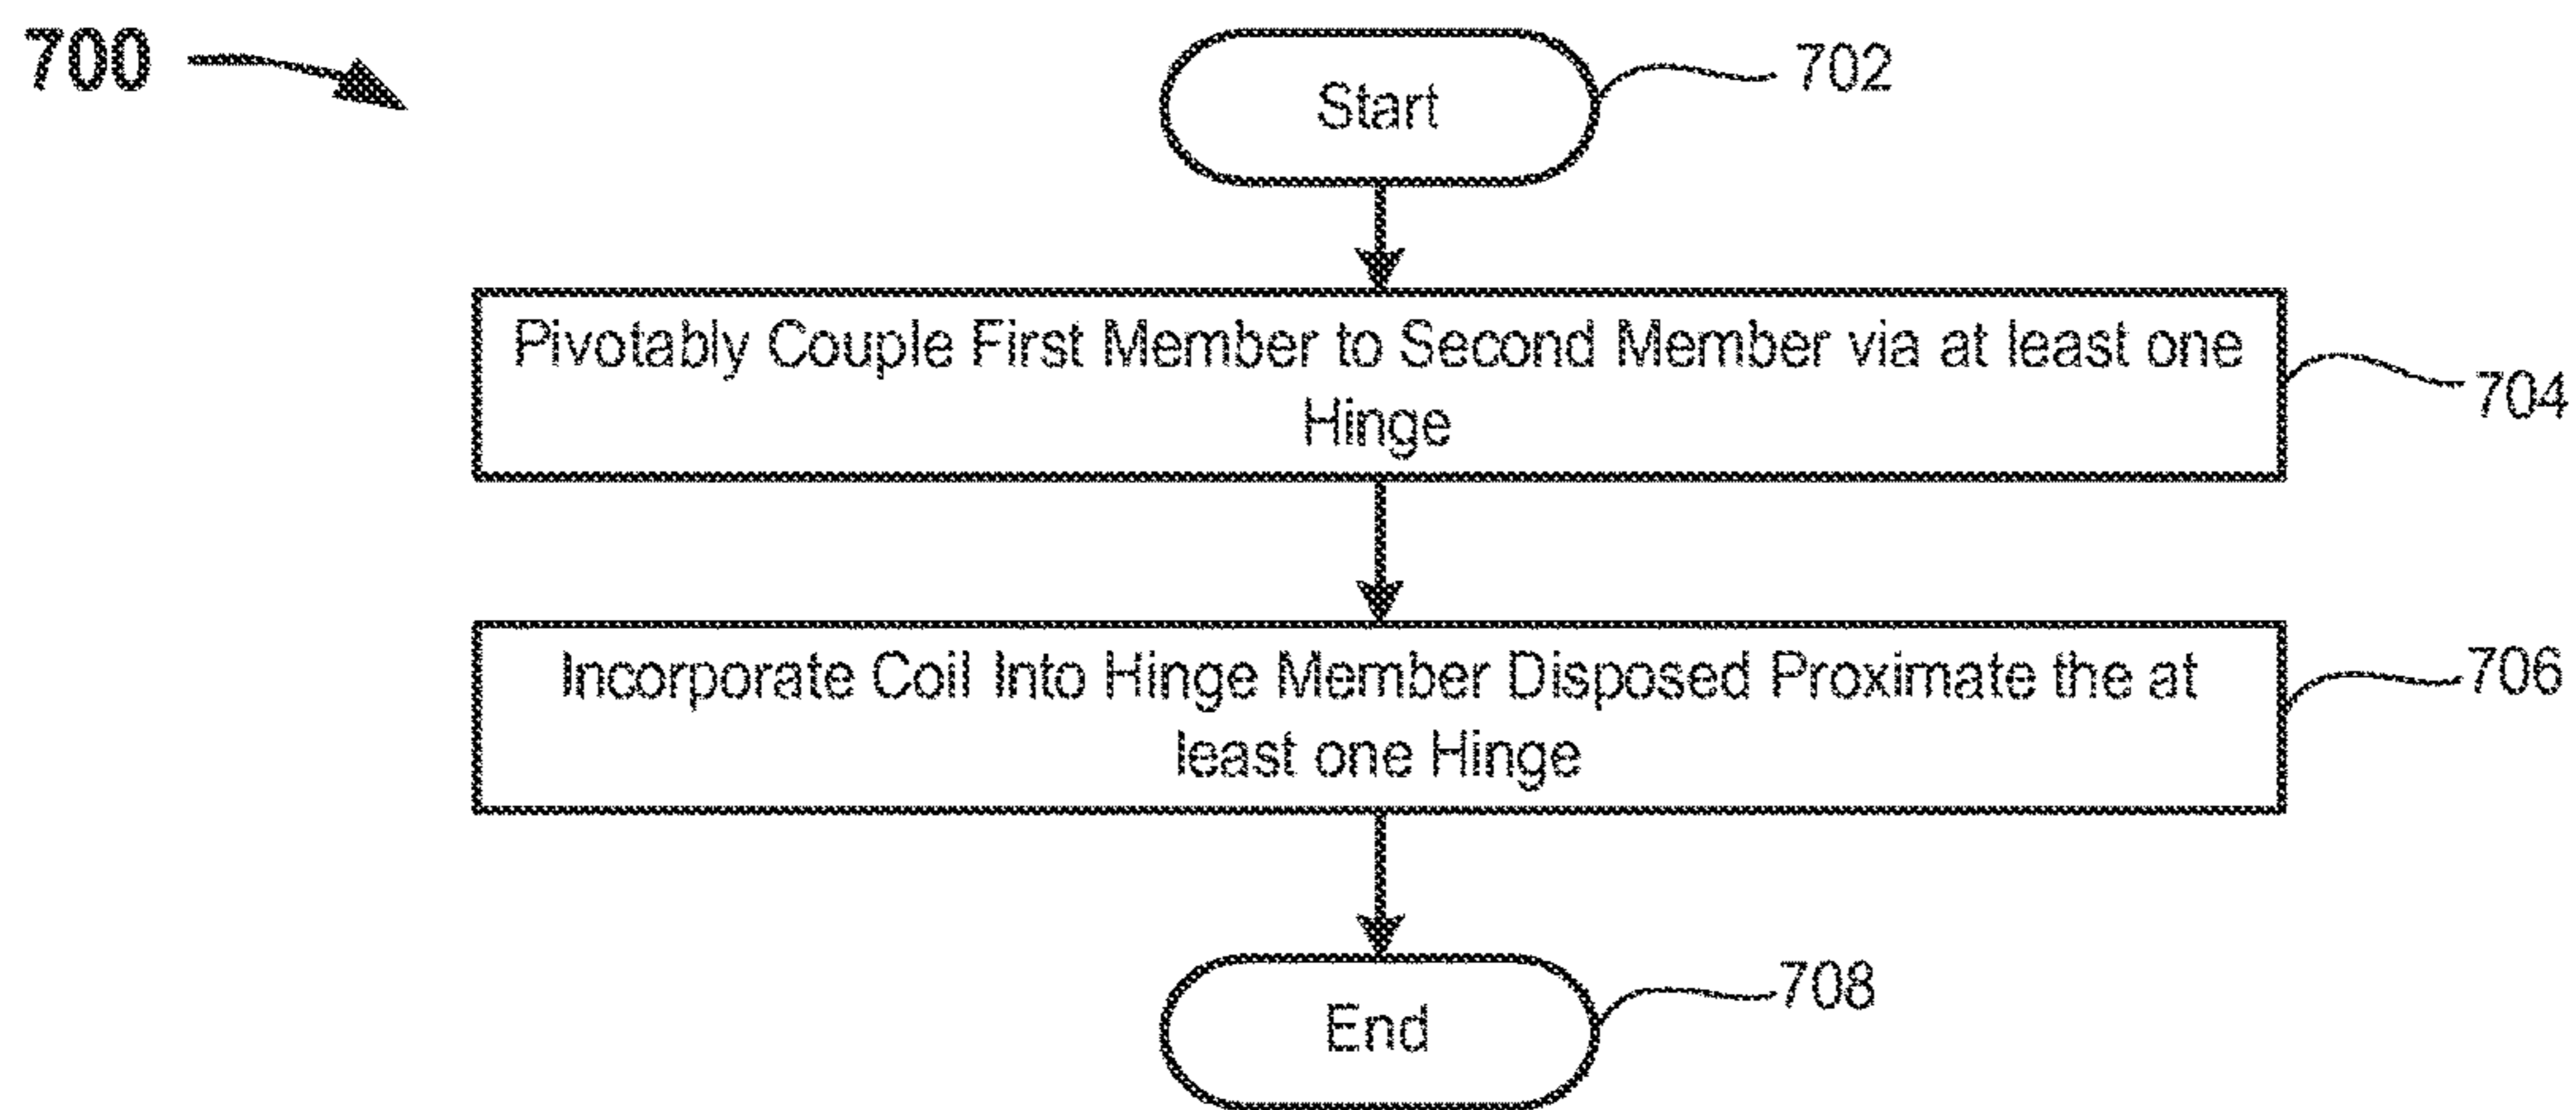 700
Start
702
Pivotably Couple First Member to Second Member via at least one
Hinge
704
Incorporate Coil Into Hinge Member Disposed Proximate the at
least one Hinge
706
End
708